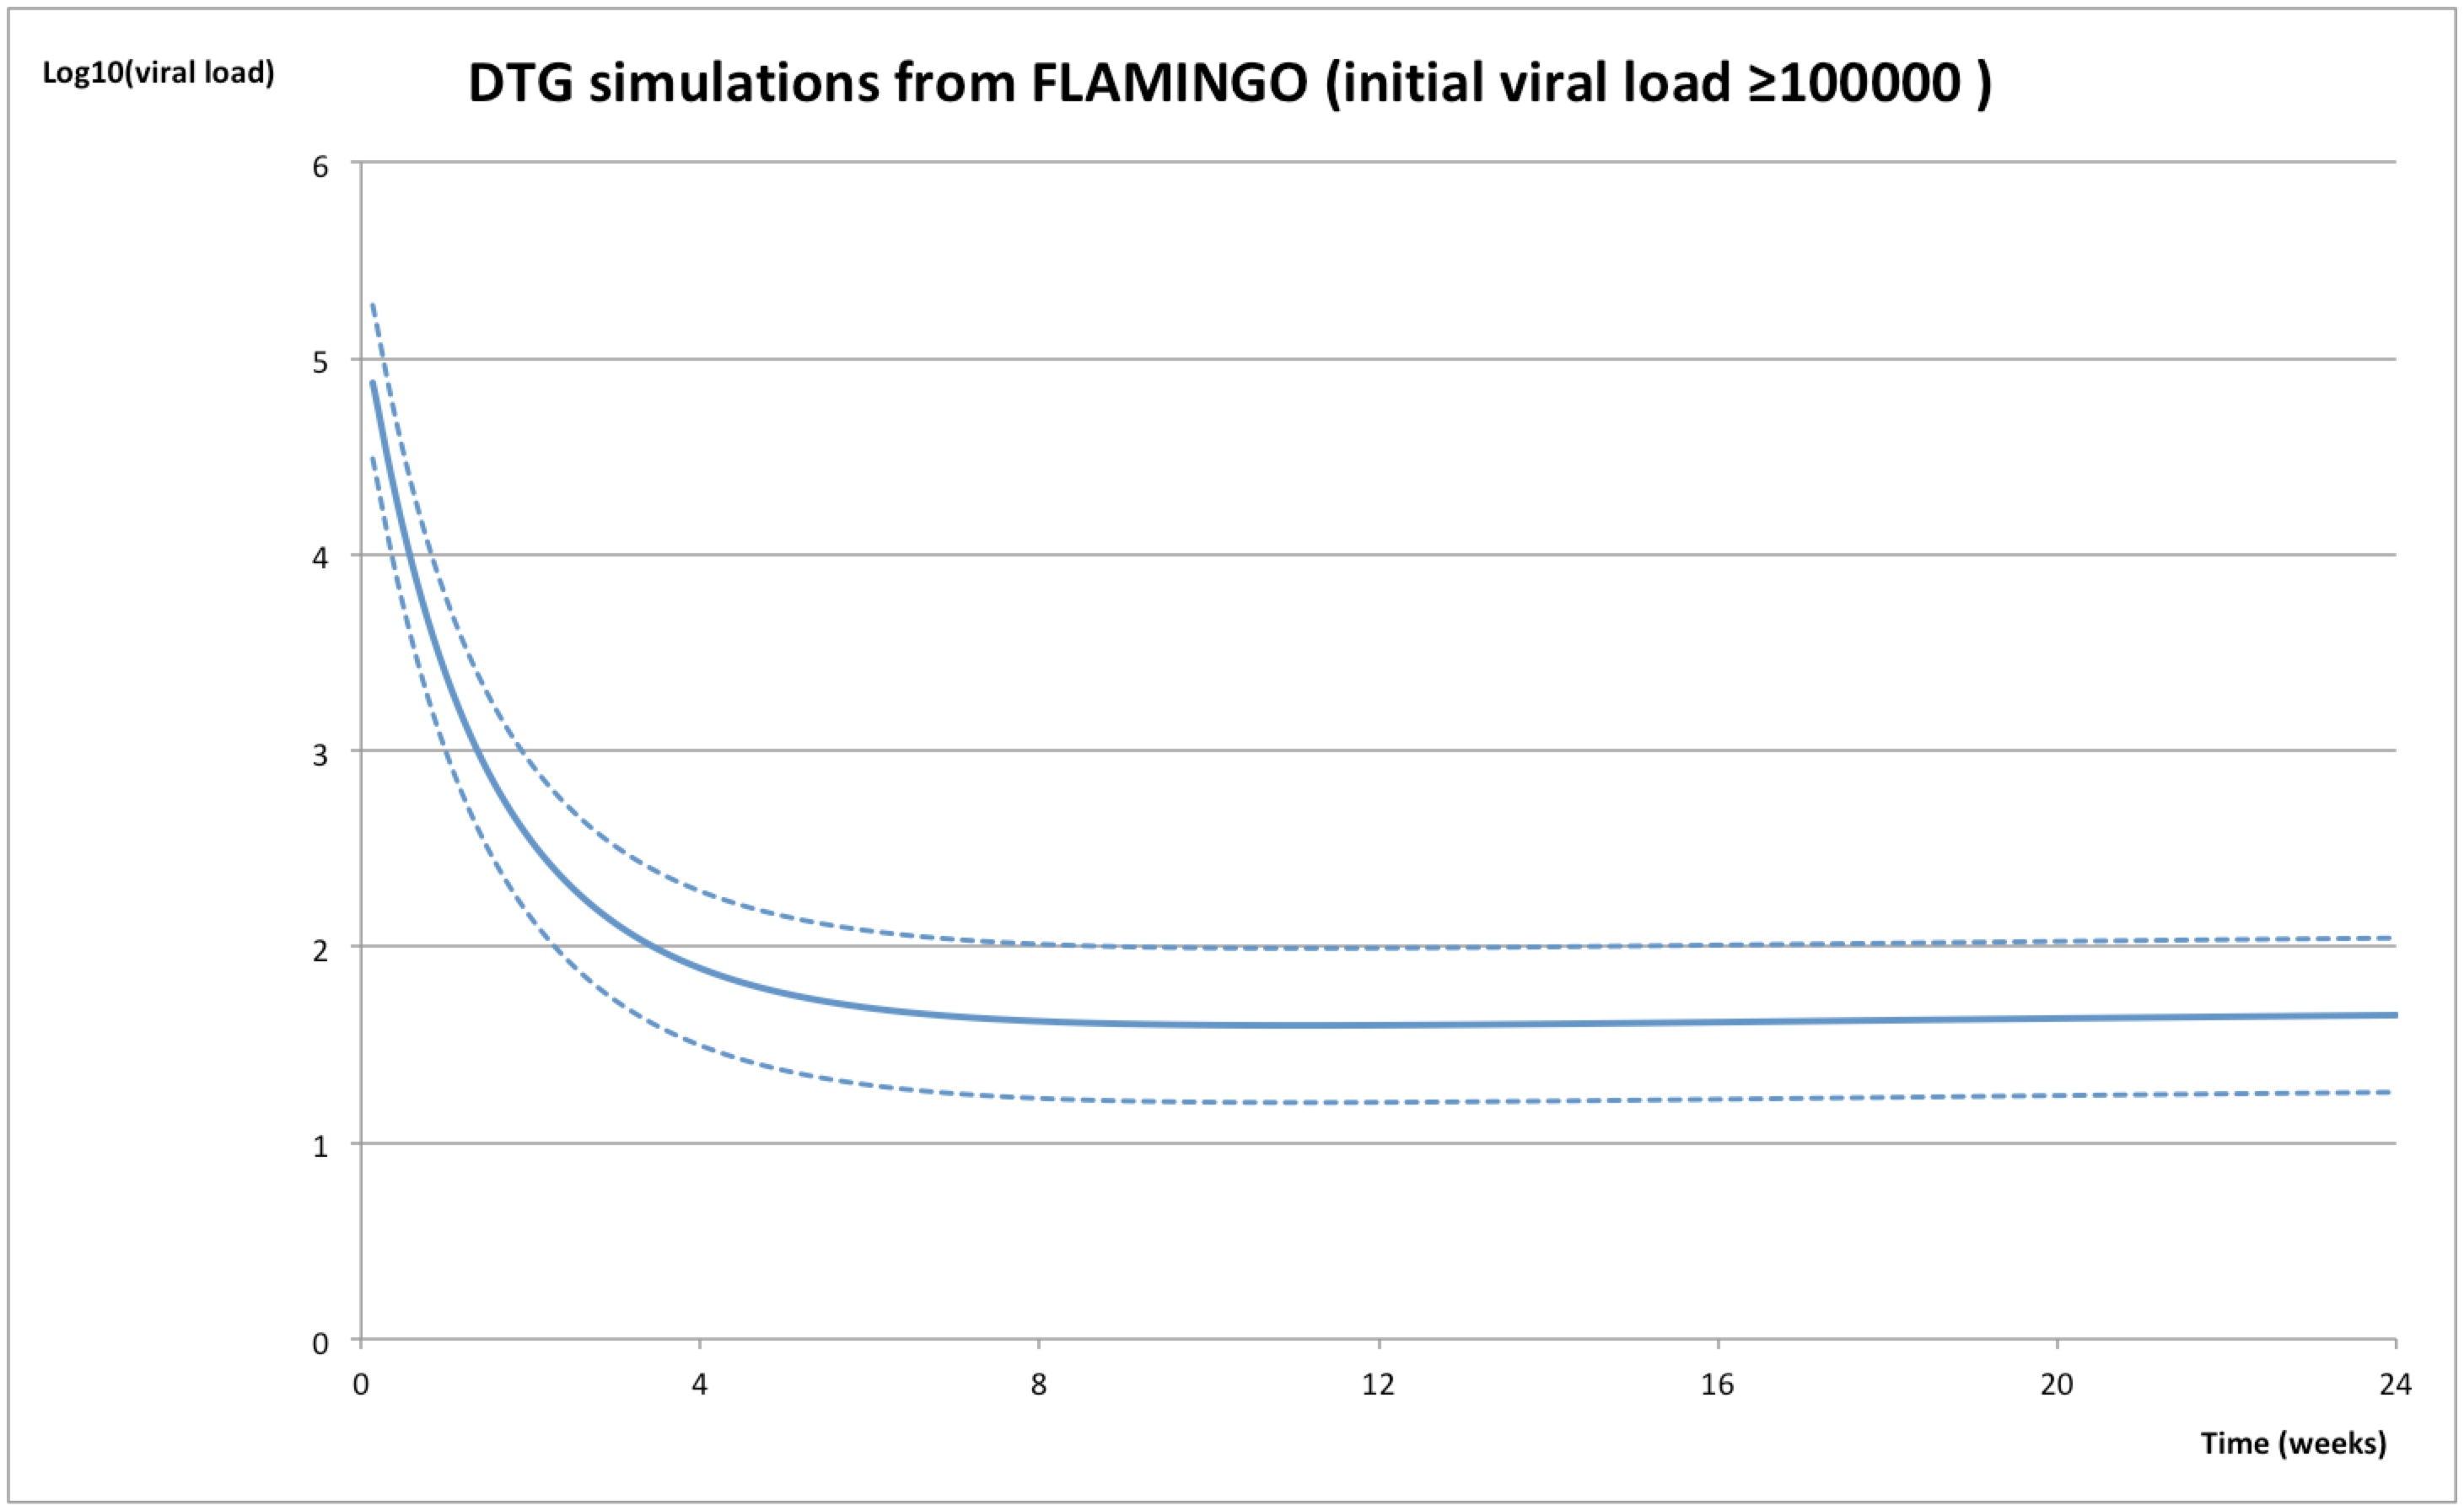 Log10(viral load)
DTG simulations from FLAMINGO (initial viral load ≥100000 )
6
5
4
3
2
1
0
0 4 8 12 16 20 24
Time (weeks)